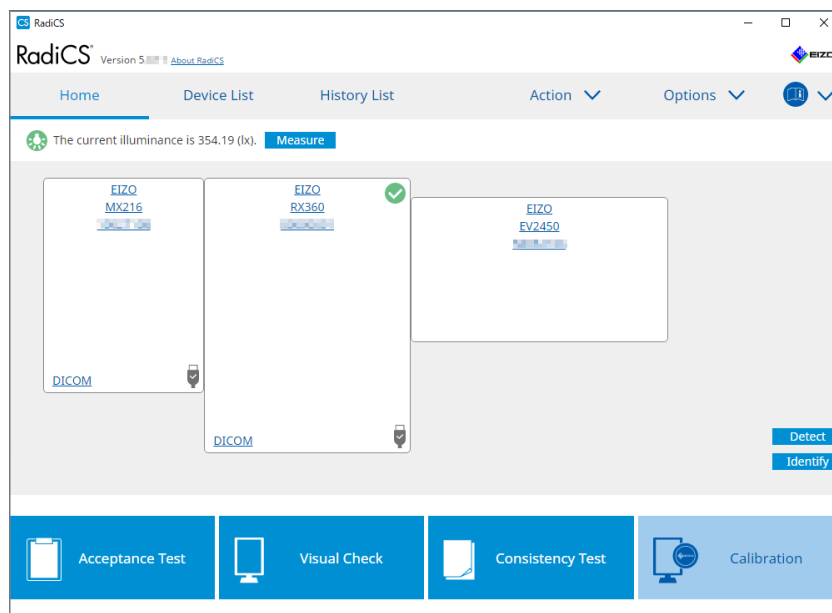 CS RadiCS
RadiCS® Version 5. About RadiCS
EIZO
Home Device List History List Action Options
The current illuminance is 354.19 (lx). Measure
EIZO
MX216
DICOM
EIZO
RX360
DICOM
EIZO
EV2450
Detect
Identify
Acceptance Test Visual Check Consistency Test Calibration